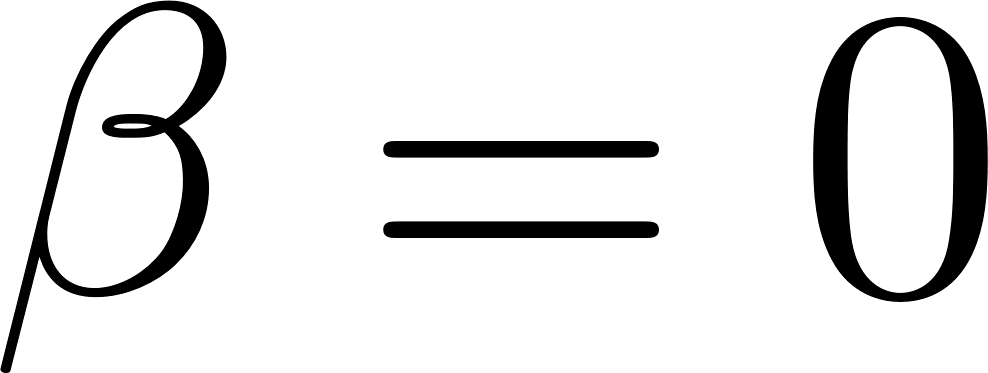 β = 0